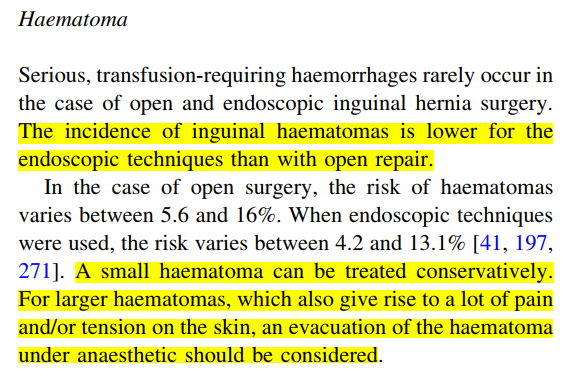 Haematoma
Serious, transfusion-requiring haemorrhages rarely occur in
the case of open and endoscopic inguinal hernia surgery.
The incidence of inguinal haematomas is lower for the
endoscopic techniques than with open repair.
In the case of open surgery, the risk of haematomas
varies between 5.6 and 16%. When endoscopic techniques
were used, the risk varies between 4.2 and 13.1% [41, 197,
271]. A small haematoma can be treated conservatively.
For larger haematomas, which also give rise to a lot of pain
and/or tension on the skin, an evacuation of the haematoma
under anaesthetic should be considered.